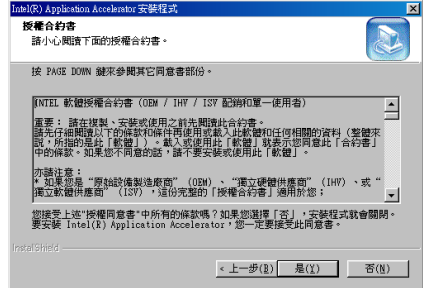 Intel(R) Application Accelerator 安裝程式
授權合約書
請小心閱讀下面的授權合約書。
按 PAGE DOWN 鍵來參閱其它同意書部份。
INTEL 軟體授權合約書 (OEM / IHV / ISV 配銷和單一使用者)
重要： 請在複製、安裝或使用之前先閱讀此合約書。
請先仔細閱讀以下的條款和條件再使用或載入此軟體和任何相關的資料 (整體來
說，所指的是此「軟體」)。載入或使用此「軟體」就表示您同意此「合約書」
中的條款。如果您不同意的話，請不要安裝或使用此「軟體」。
亦請注意：
* 如果您是“原始設備製造廠商” (OEM)、“獨立硬體供應商” (IHV)、或“
獨立軟體供應商” (ISV)，這份完整的「授權合約書」適用於您；
您接受上述"授權同意書"中所有的條款嗎？如果您選擇「否」，安裝程式就會關閉。
要安裝 Intel(R) Application Accelerator，您一定要接受此同意書。
InstallShield
< 上一步(B)
是(Y)
否(N)